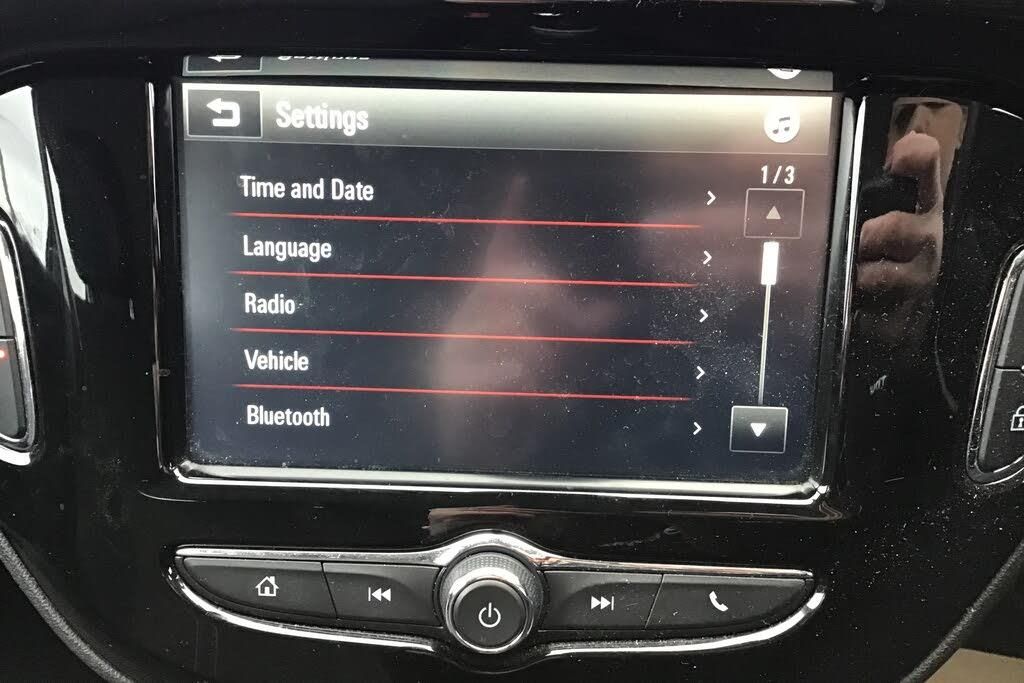 Settings
1/3
Time and Date
Language
Radio
Vehicle
Bluetooth